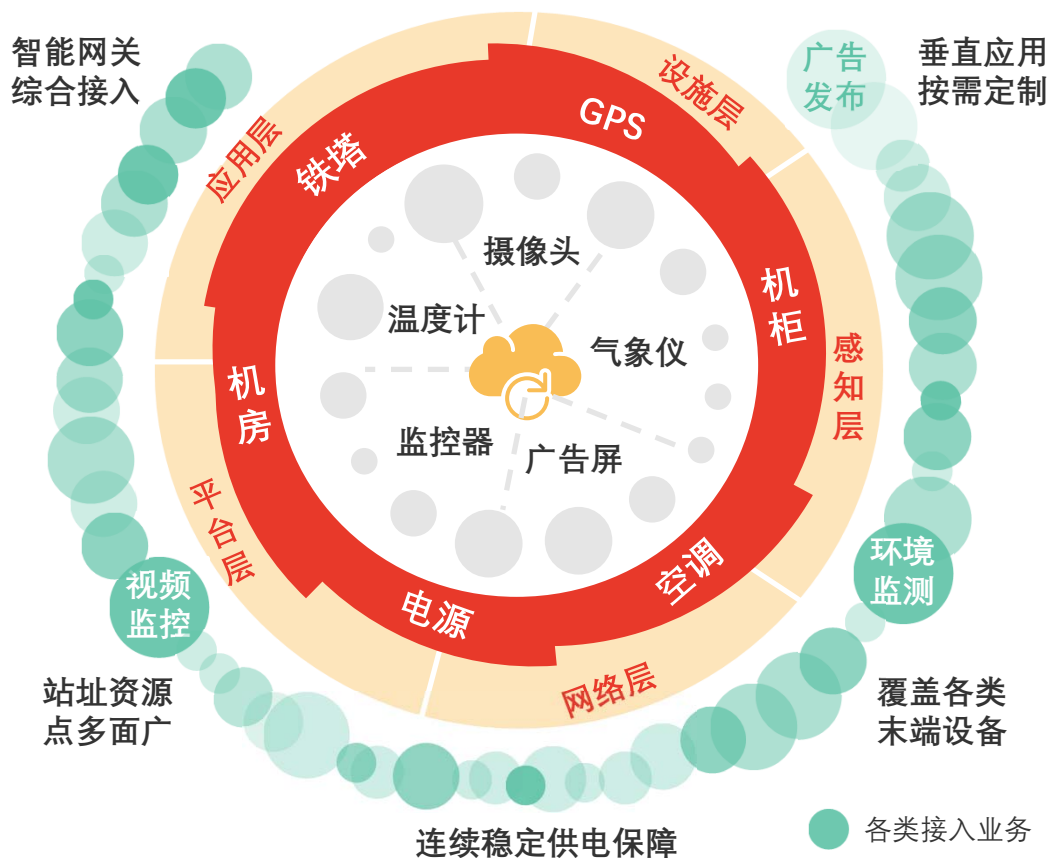 智能网关
综合接入
广告
发布
垂直应用
按需定制
应用层
设施层
铁塔
GPS
摄像头
机
柜
温度计
气象仪
感
知
层
机
房
监控器
广告屏
平
台
层
环境
监测
视频
监控
电源
空调
网络层
站址资源
点多面广
覆盖各类
末端设备
连续稳定供电保障
各类接入业务